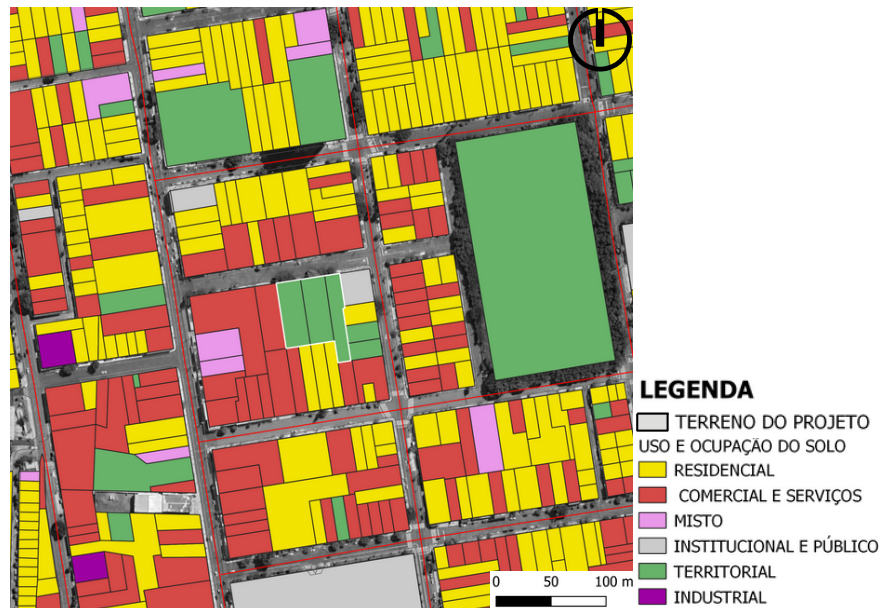 LEGENDA
TERRENO DO PROJETO
USO E OCUPAÇÃO DO SOLO
RESIDENCIAL
COMERCIAL E SERVIÇOS
MISTO
INSTITUCIONAL E PÚBLICO
TERRITORIAL
INDUSTRIAL
0 50 100 m